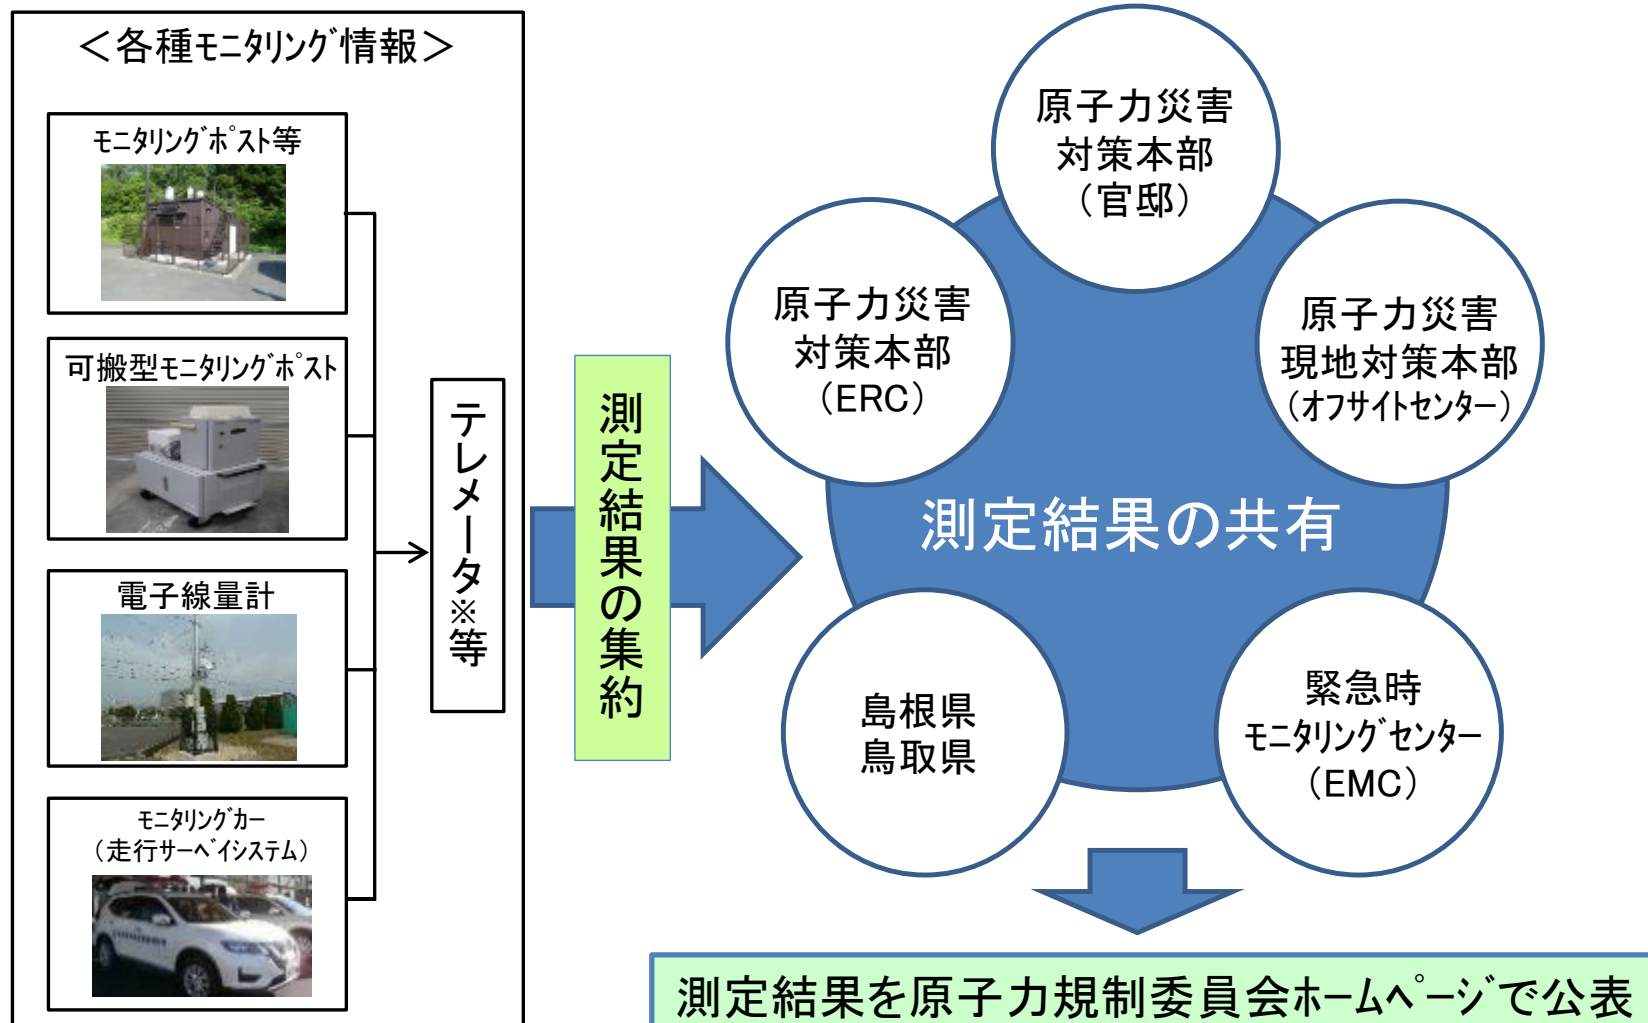 ＜各種ﾓﾆﾀﾘﾝｸﾞ情報＞
ﾓﾆﾀﾘﾝｸﾞﾎﾟｽﾄ等
可搬型ﾓﾆﾀﾘﾝｸﾞﾎﾟｽﾄ
電子線量計
ﾓﾆﾀﾘﾝｸﾞｶｰ
（走行ｻｰﾍﾞｲｼｽﾃﾑ）
テレメータ※等
測定結果の集約
原子力災害
対策本部
（官邸）
原子力災害
対策本部
（ERC）
原子力災害
現地対策本部
（ｵﾌｻｲﾄｾﾝﾀｰ）
測定結果の共有
島根県
鳥取県
緊急時
ﾓﾆﾀﾘﾝｸﾞｾﾝﾀｰ
（EMC）
測定結果を原子力規制委員会ﾎｰﾑﾍﾟｰｼﾞで公表